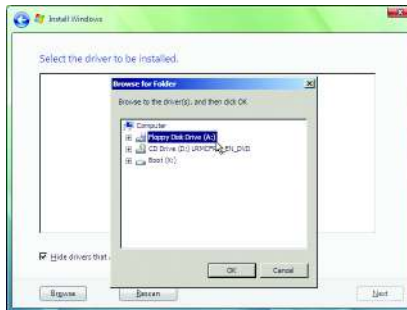 Install Windows
Select the driver to be installed.
Browse for Folder
Browse to the driver(s), and then click OK.
Computer
Floppy Disk Drive (A:)
CD Drive (D:) EN_DVD
Boot (X:)
Hide drivers that
OK
Cancel
Browse
Rescan
Next